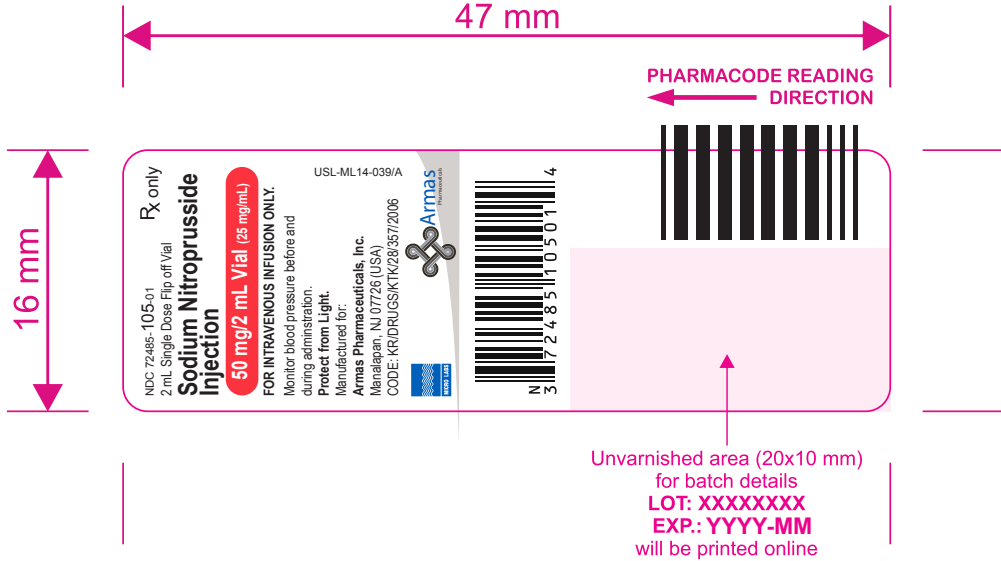 47 mm
PHARMACODE READING
DIRECTION
16 mm
NDC 72485-105-01
Rx only
2 mL Single Dose Flip off Vial
Sodium Nitroprusside
Injection
50 mg/2 mL Vial (25 mg/mL)
FOR INTRAVENOUS INFUSION ONLY.
Monitor blood pressure before and
during adminstration.
Protect from Light.
Manufactured for:
Armas Pharmaceuticals, Inc.
Manalapan, NJ 07726 (USA)
CODE: KR/DRUGS/KTK/28/357/2006
USL-ML14-039/A
Armas
Pharmaceuticals
MICRO LABS
N
3 72485 10501 4
Unvarnished area (20x10 mm)
for batch details
LOT: XXXXXXXX
EXP.: YYYY-MM
will be printed online